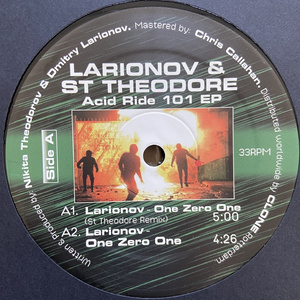 Written & Produced by: Nikita Theodorov & Dmitry Larionov, Mastered by: Chris Callahan, Distributed worldwide by CLONE Rotterdam.
LARIONOV &
ST THEODORE
Acid Ride 101 EP
Side A
33RPM
A1. Larionov - One Zero One
(St Theodore Remix) 5:00
A2. Larionov -
One Zero One 4:26